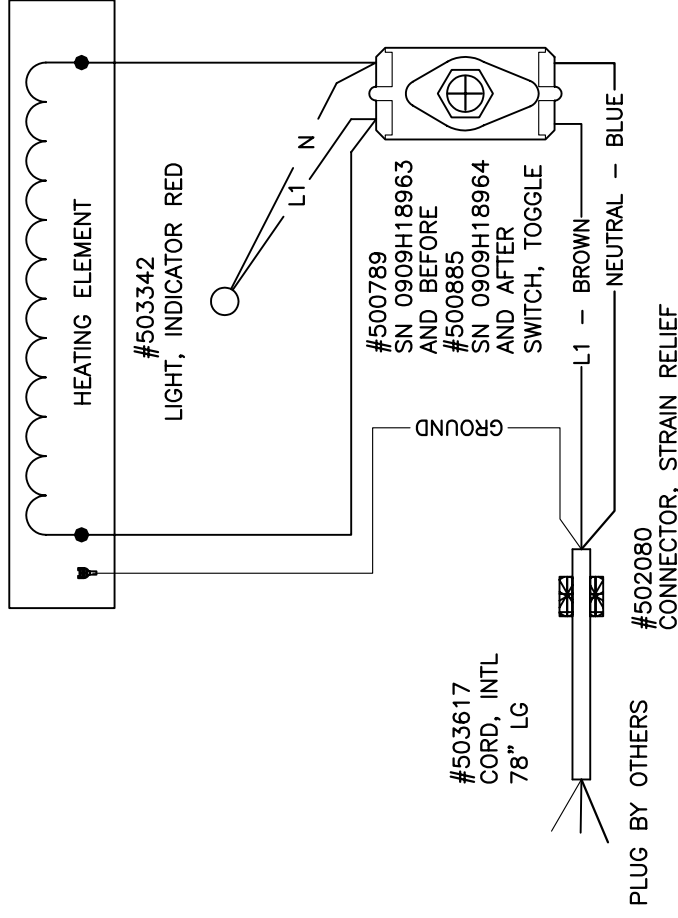 HEATING ELEMENT
#503342
LIGHT, INDICATOR RED
N
L1
#500789
SN 0909H18963
AND BEFORE
#500885
SN 0909H18964
AND AFTER
SWITCH, TOGGLE
L1 - BROWN
NEUTRAL - BLUE
GROUND
#503617
CORD, INTL
78" LG
#502080
CONNECTOR, STRAIN RELIEF
PLUG BY OTHERS